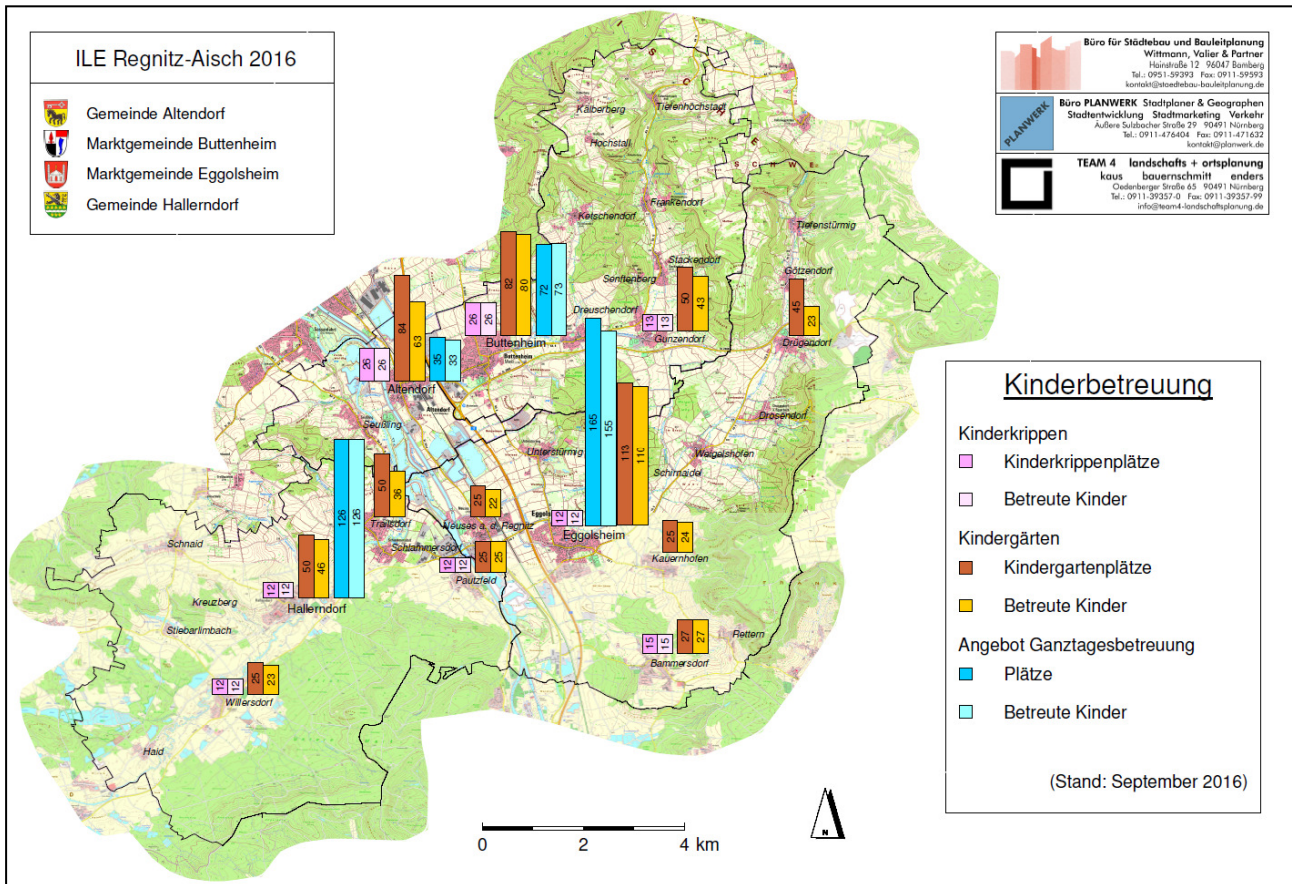 ILE Regnitz-Aisch 2016
Gemeinde Altendorf
Marktgemeinde Buttenheim
Marktgemeinde Eggolsheim
Gemeinde Hallerndorf
Büro für Städtebau und Bauleitplanung
Wittmann, Valier & Partner
Hainstraße 12 96047 Bamberg
Tel.: 0951-59393 Fax: 0911-59593
kontakt@staedtebau-bauleitplanung.de
PLANWERK
Büro PLANWERK Stadtplaner & Geographen
Stadtentwicklung Stadtmarketing Verkehr
Äußere Sulzbacher Straße 29 90491 Nürnberg
Tel.: 0911-476404 Fax: 0911-471632
kontakt@planwerk.de
TEAM 4 landschafts + ortsplanung
kaus bauernschmitt enders
Oedenberger Straße 65 90491 Nürnberg
Tel.: 0911-39357-0 Fax: 0911-39357-99
info@team4-landschaftsplanung.de
I S C H E
S C H W E
Kälberberg
Tiefenhöchstadt
Hochstall
Frankendorf
Ketschendorf
Tiefenstürmig
Stackendorf
Senftenberg
Götzendorf
82 80 72 73
26 26
Buttenheim
Buttenheim
Dreuschendorf
13 13 50 43
Gunzendorf
45 23
Drügendorf
26 26 84 63 35 33
Altendorf
Altendorf
Seußling
Drosendorf
165 155 113 110
12 12
Eggolsheim
Unterstürmig
Weigelshofen
Schirnaidel
50 36
Trailsdorf
25 22
Neuses a. d. Regnitz
Schlammersdorf
12 12 25 25
Pautzfeld
25 24
Kauernhofen
Schnaid
12 12 50 46 126 126
Hallerndorf
Kreuzberg
Stiebarlimbach
15 15 27 27
Bammersdorf
Rettern
12 12 25 23
Willersdorf
Haid
Kinderbetreuung
Kinderkrippen
Kinderkrippenplätze
Betreute Kinder
Kindergärten
Kindergartenplätze
Betreute Kinder
Angebot Ganztagesbetreuung
Plätze
Betreute Kinder
(Stand: September 2016)
0 2 4 km
N